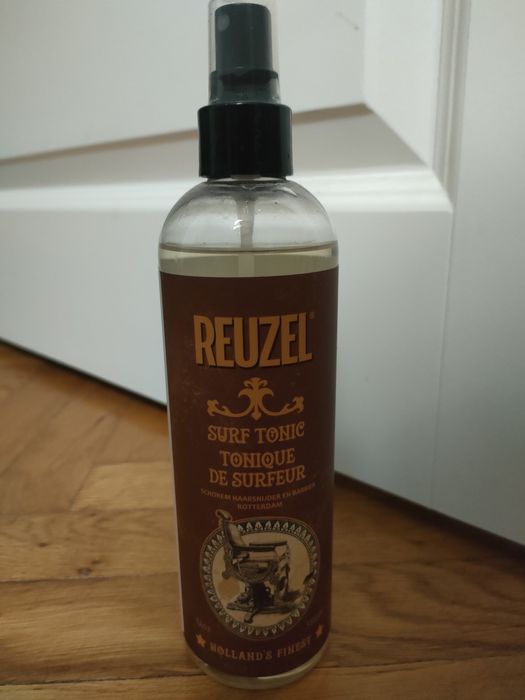 REUZEL®
SURF TONIC
TONIQUE
DE SURFEUR
SCHOREM HAARSNIJDER EN BARBIER
ROTTERDAM
HOLLAND'S FINEST